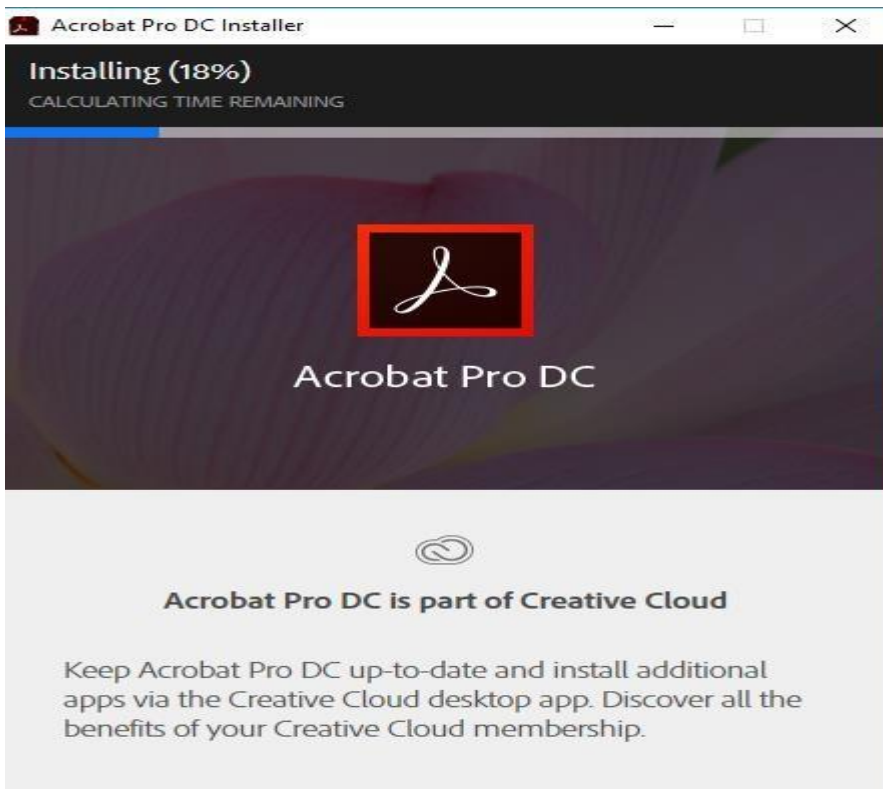 Acrobat Pro DC Installer
Installing (18%)
CALCULATING TIME REMAINING
Acrobat Pro DC
Acrobat Pro DC is part of Creative Cloud
Keep Acrobat Pro DC up-to-date and install additional
apps via the Creative Cloud desktop app. Discover all the
benefits of your Creative Cloud membership.